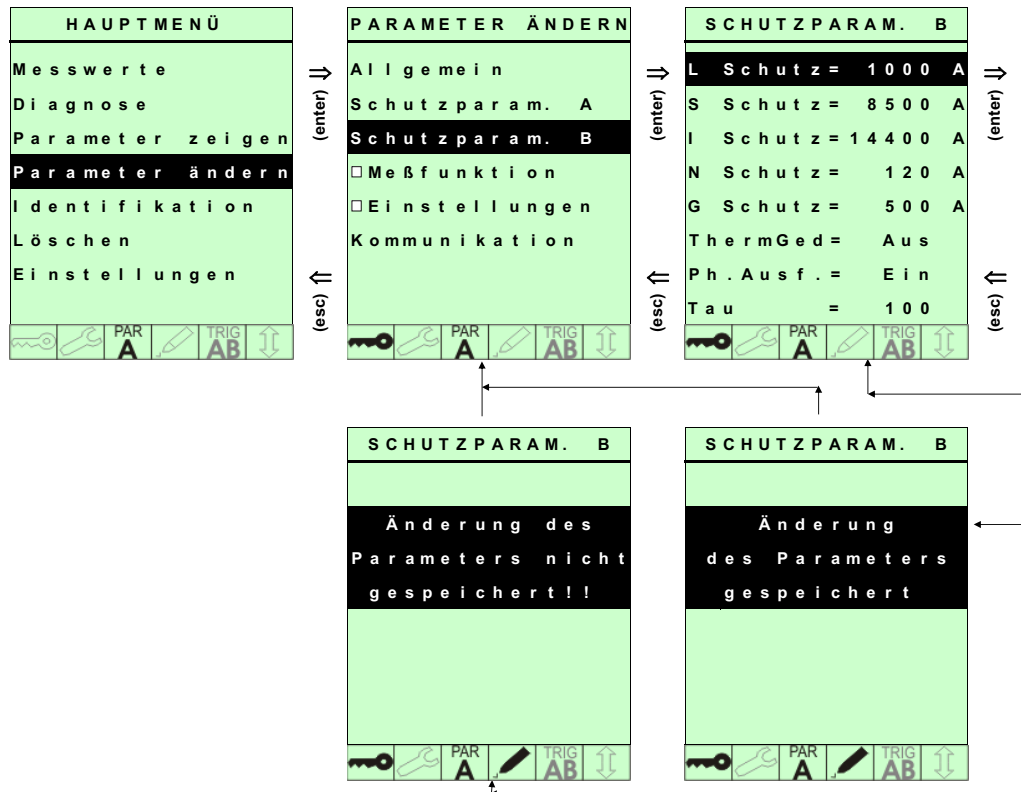 HAUPTMENÜ
Messwerte
Diagnose
Parameter zeigen
Parameter ändern
Identifikation
Löschen
Einstellungen
PAR
A
TRIG
AB
⇒
(enter)
⇐
(esc)
PARAMETER ÄNDERN
Allgemein
Schutzparam. A
Schutzparam. B
□Meßfunktion
□Einstellungen
Kommunikation
PAR
A
TRIG
AB
⇒
(enter)
⇐
(esc)
SCHUTZPARAM. B
L Schutz= 1000 A
S Schutz= 8500 A
I Schutz=14400 A
N Schutz= 120 A
G Schutz= 500 A
ThermGed= Aus
Ph.Ausf.= Ein
Tau = 100
PAR
A
TRIG
AB
⇒
(enter)
⇐
(esc)
SCHUTZPARAM. B
Änderung des
Parameters nicht
gespeichert!!
PAR
A
TRIG
AB
SCHUTZPARAM. B
Änderung
des Parameters
gespeichert
PAR
A
TRIG
AB